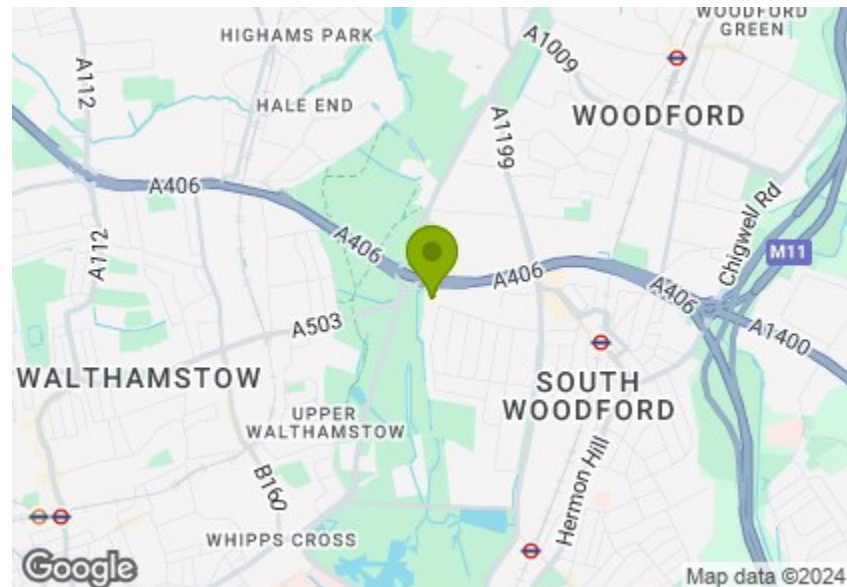 WOODFORD
GREEN
HIGHAMS PARK
A1009
A112
HALE END
A1199
WOODFORD
A406
Chigwell Rd
A112
A406
M11
A406
A406
A503
A1400
WALTHAMSTOW
SOUTH
WOODFORD
UPPER
WALTHAMSTOW
B160
Hermon Hill
WHIPPS CROSS
Google
Map data ©2024